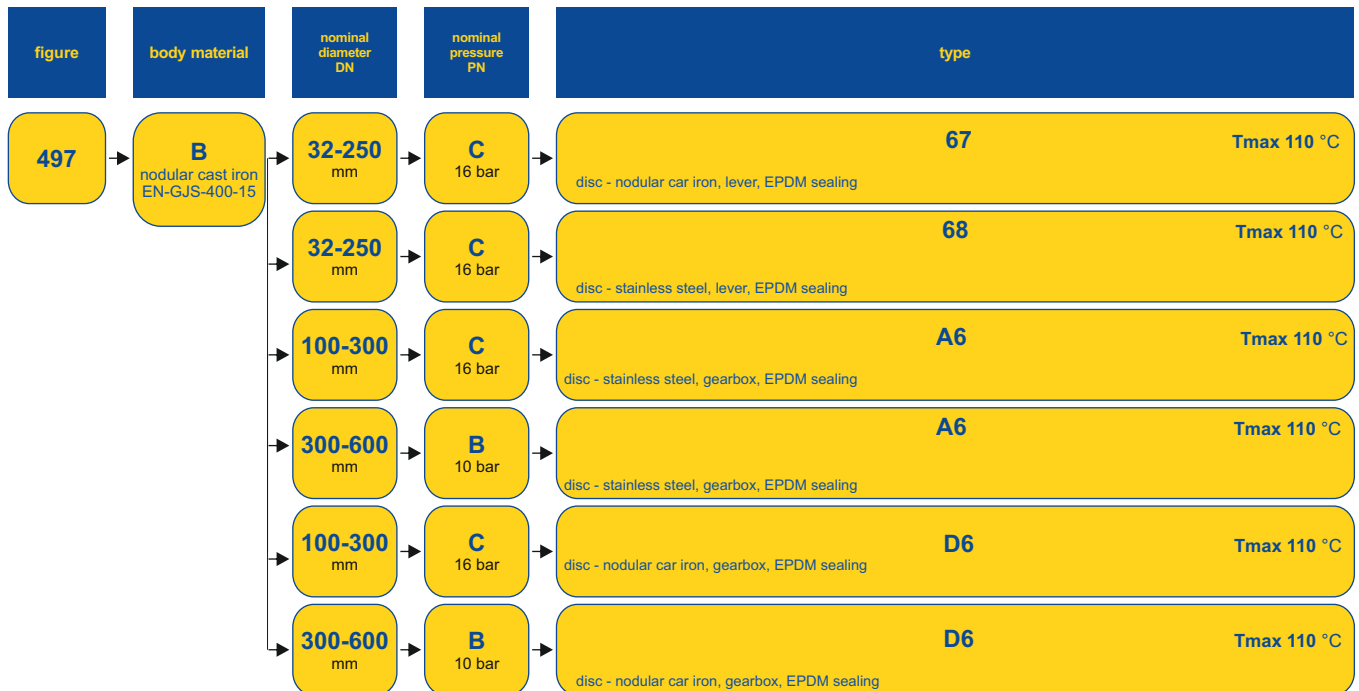 figure
body material
nominal
diameter
DN
nominal
pressure
PN
type
497
B
nodular cast iron
EN-GJS-400-15
32-250
mm
C
16 bar
67
Tmax 110 °C
disc - nodular car iron, lever, EPDM sealing
32-250
mm
C
16 bar
68
Tmax 110 °C
disc - stainless steel, lever, EPDM sealing
100-300
mm
C
16 bar
A6
Tmax 110 °C
disc - stainless steel, gearbox, EPDM sealing
300-600
mm
B
10 bar
A6
Tmax 110 °C
disc - stainless steel, gearbox, EPDM sealing
100-300
mm
C
16 bar
D6
Tmax 110 °C
disc - nodular car iron, gearbox, EPDM sealing
300-600
mm
B
10 bar
D6
Tmax 110 °C
disc - nodular car iron, gearbox, EPDM sealing